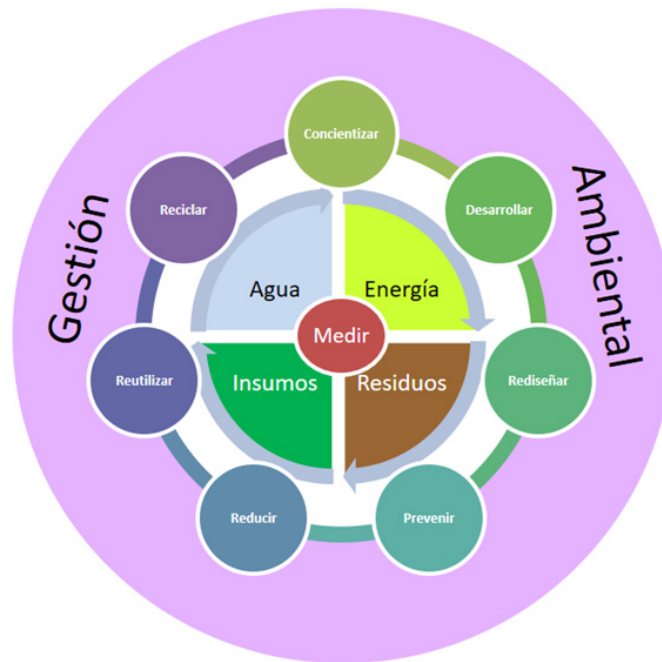 Gestión
Ambiental
Concientizar
Desarrollar
Rediseñar
Prevenir
Reducir
Reutilizar
Reciclar
Agua
Energía
Medir
Insumos
Residuos